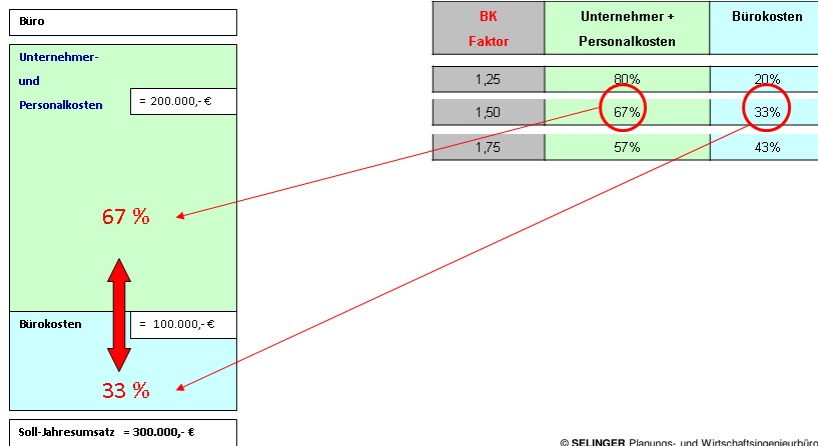 Büro
Unternehmer-
und
Personalkosten
= 200.000,- €
67 %
Bürokosten
= 100.000,- €
33 %
Soll-Jahresumsatz = 300.000,- €
BK Faktor
Unternehmer + Personalkosten
Bürokosten
1,25 80% 20%
1,50 67% 33%
1,75 57% 43%
© SELINGER Planungs- und Wirtschaftsingenieurbüro